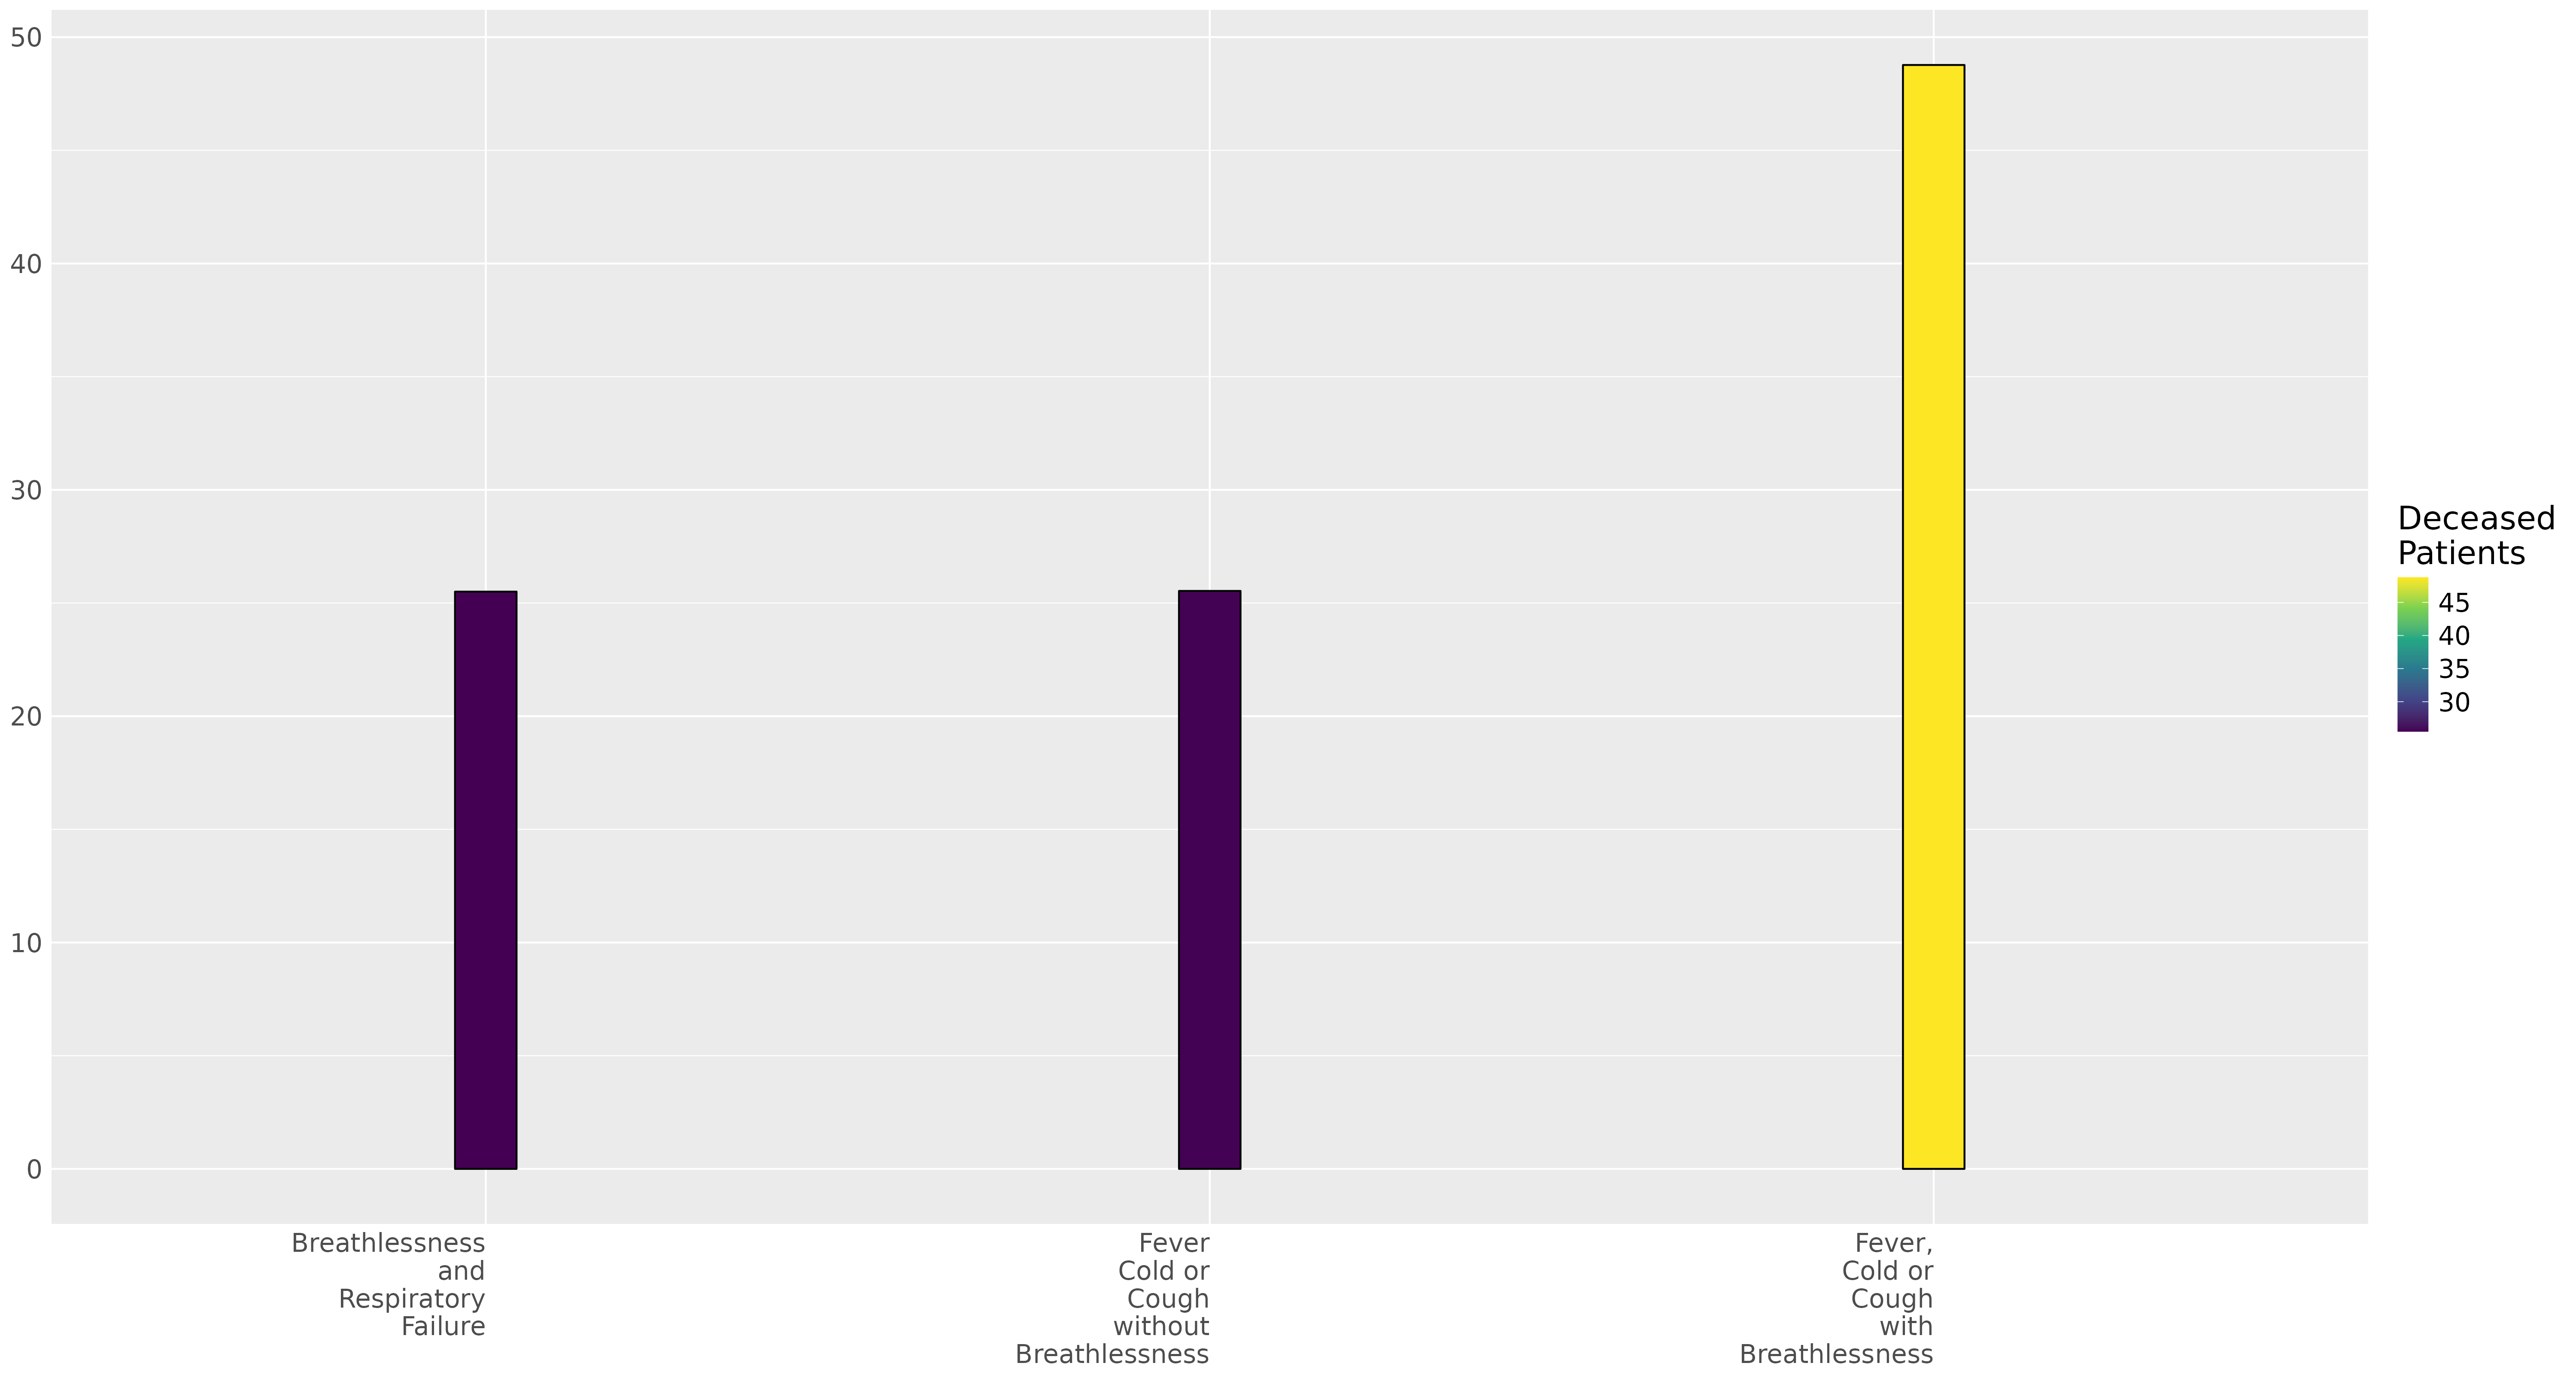 50
40
30
20
10
0
Breathlessness
and
Respiratory
Failure
Fever
Cold or
Cough
without
Breathlessness
Fever,
Cold or
Cough
with
Breathlessness
Deceased
Patients
45
40
35
30